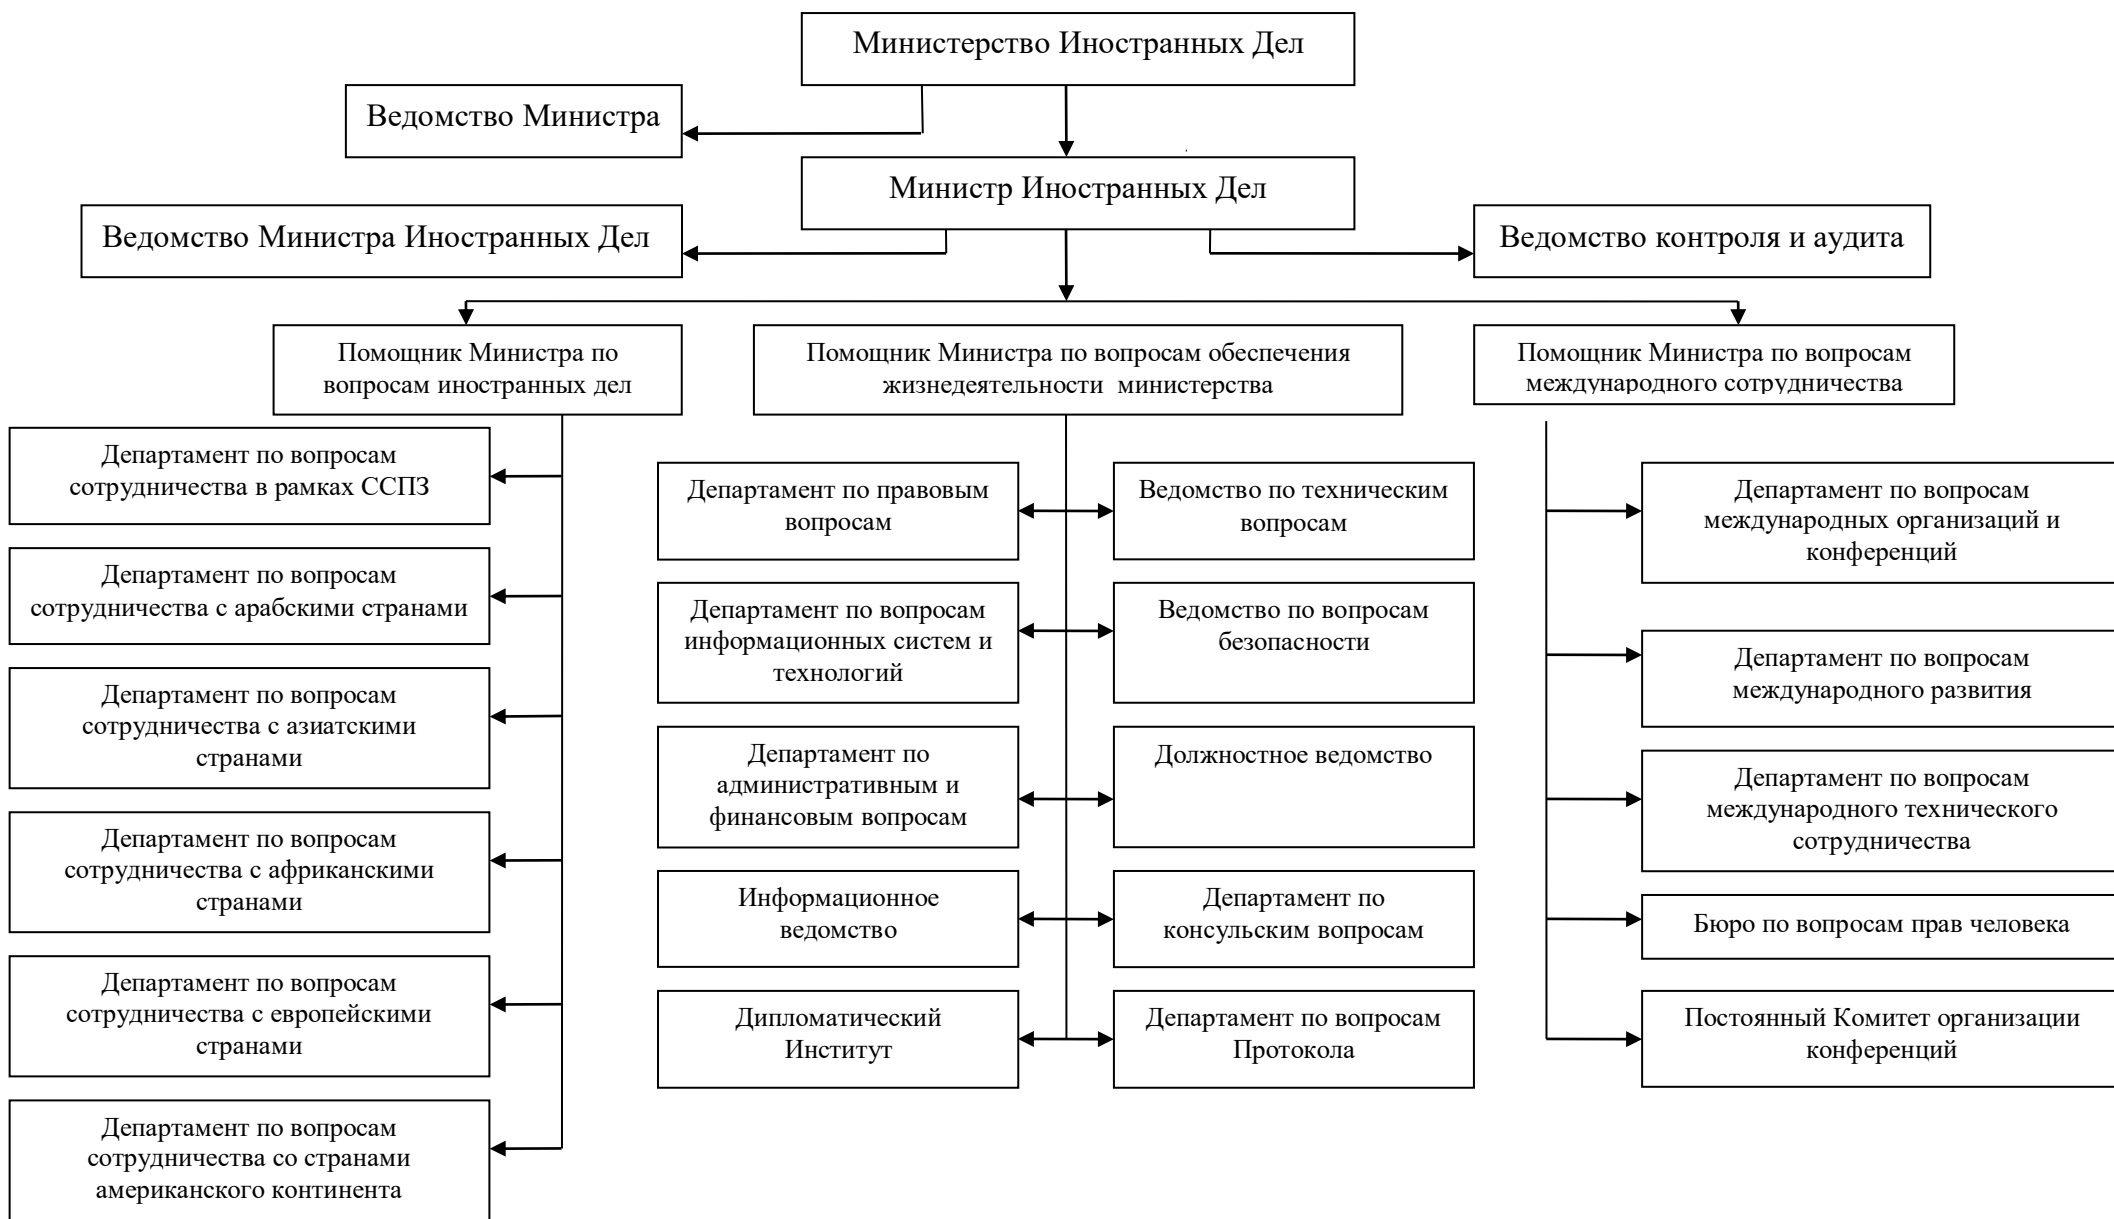 Министерство Иностранных Дел
Ведомство Министра
Министр Иностранных Дел
Ведомство Министра Иностранных Дел
Ведомство контроля и аудита
Помощник Министра по
вопросам иностранных дел
Помощник Министра по вопросам обеспечения
жизнедеятельности министерства
Помощник Министра по вопросам
международного сотрудничества
Департамент по вопросам
сотрудничества в рамках ССПЗ
Департамент по вопросам
сотрудничества с арабскими странами
Департамент по вопросам
сотрудничества с азиатскими
странами
Департамент по вопросам
сотрудничества с африканскими
странами
Департамент по вопросам
сотрудничества с европейскими
странами
Департамент по вопросам
сотрудничества со странами
американского континента
Департамент по правовым
вопросам
Ведомство по техническим
вопросам
Департамент по вопросам
информационных систем и
технологий
Ведомство по вопросам
безопасности
Департамент по
административным и
финансовым вопросам
Должностное ведомство
Информационное
ведомство
Департамент по
консульским вопросам
Дипломатический
Институт
Департамент по вопросам
Протокола
Департамент по вопросам
международных организаций и
конференций
Департамент по вопросам
международного развития
Департамент по вопросам
международного технического
сотрудничества
Бюро по вопросам прав человека
Постоянный Комитет организации
конференций